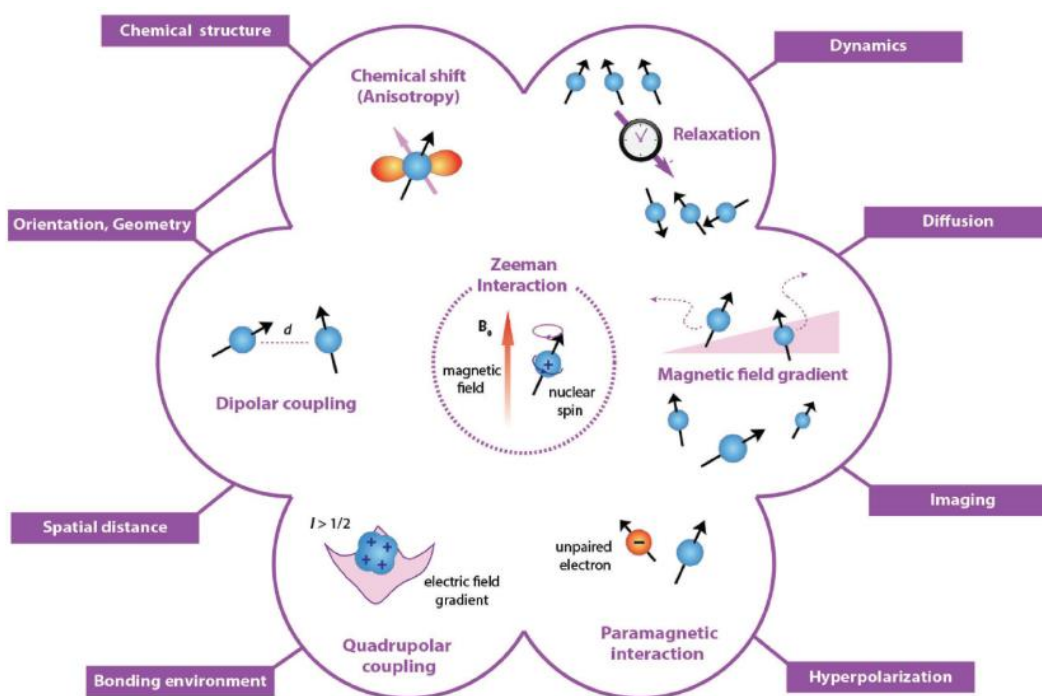 Chemical structure
Dynamics
Chemical shift
(Anisotropy)
Relaxation
Orientation, Geometry
Diffusion
Zeeman
Interaction
B₀
magnetic
field
nuclear
spin
+
d
Dipolar coupling
Magnetic field gradient
Spatial distance
Imaging
I > 1/2
+ +
+ +
electric field
gradient
Quadrupolar
coupling
unpaired
electron
−
Paramagnetic
interaction
Bonding environment
Hyperpolarization